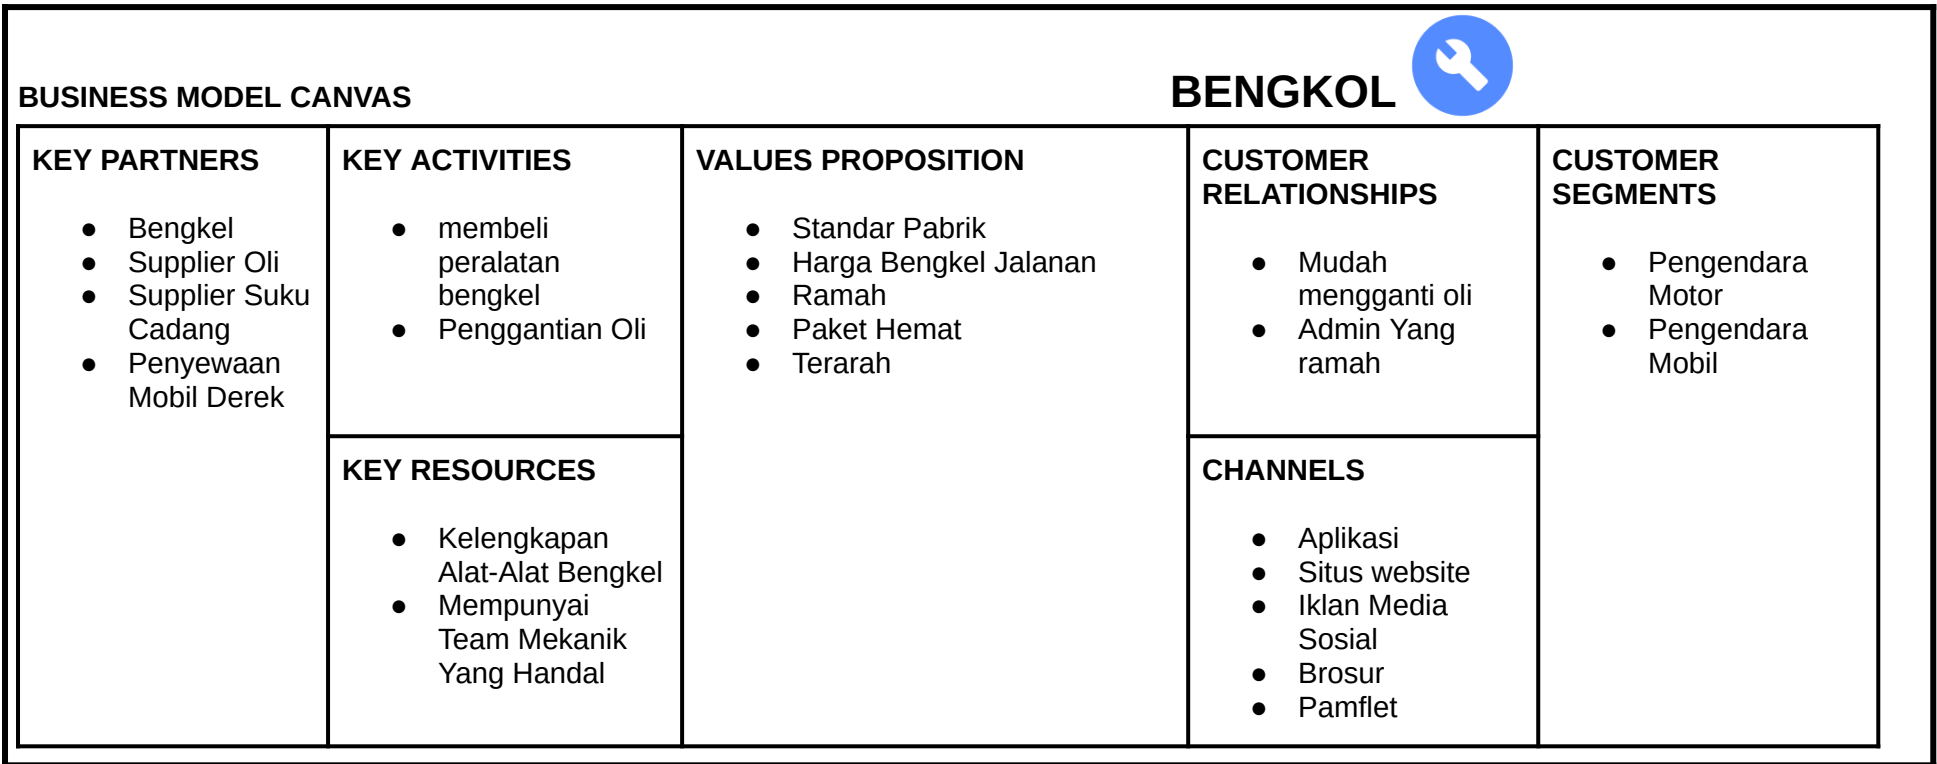 BUSINESS MODEL CANVAS
BENGKOL
KEY PARTNERS
● Bengkel
● Supplier Oli
● Supplier Suku
Cadang
● Penyewaan
Mobil Derek
KEY ACTIVITIES
● membeli
peralatan
bengkel
● Penggantian Oli
KEY RESOURCES
● Kelengkapan
Alat-Alat Bengkel
● Mempunyai
Team Mekanik
Yang Handal
VALUES PROPOSITION
● Standar Pabrik
● Harga Bengkel Jalanan
● Ramah
● Paket Hemat
● Terarah
CUSTOMER
RELATIONSHIPS
● Mudah
mengganti oli
● Admin Yang
ramah
CHANNELS
● Aplikasi
● Situs website
● Iklan Media
Sosial
● Brosur
● Pamflet
CUSTOMER
SEGMENTS
● Pengendara
Motor
● Pengendara
Mobil